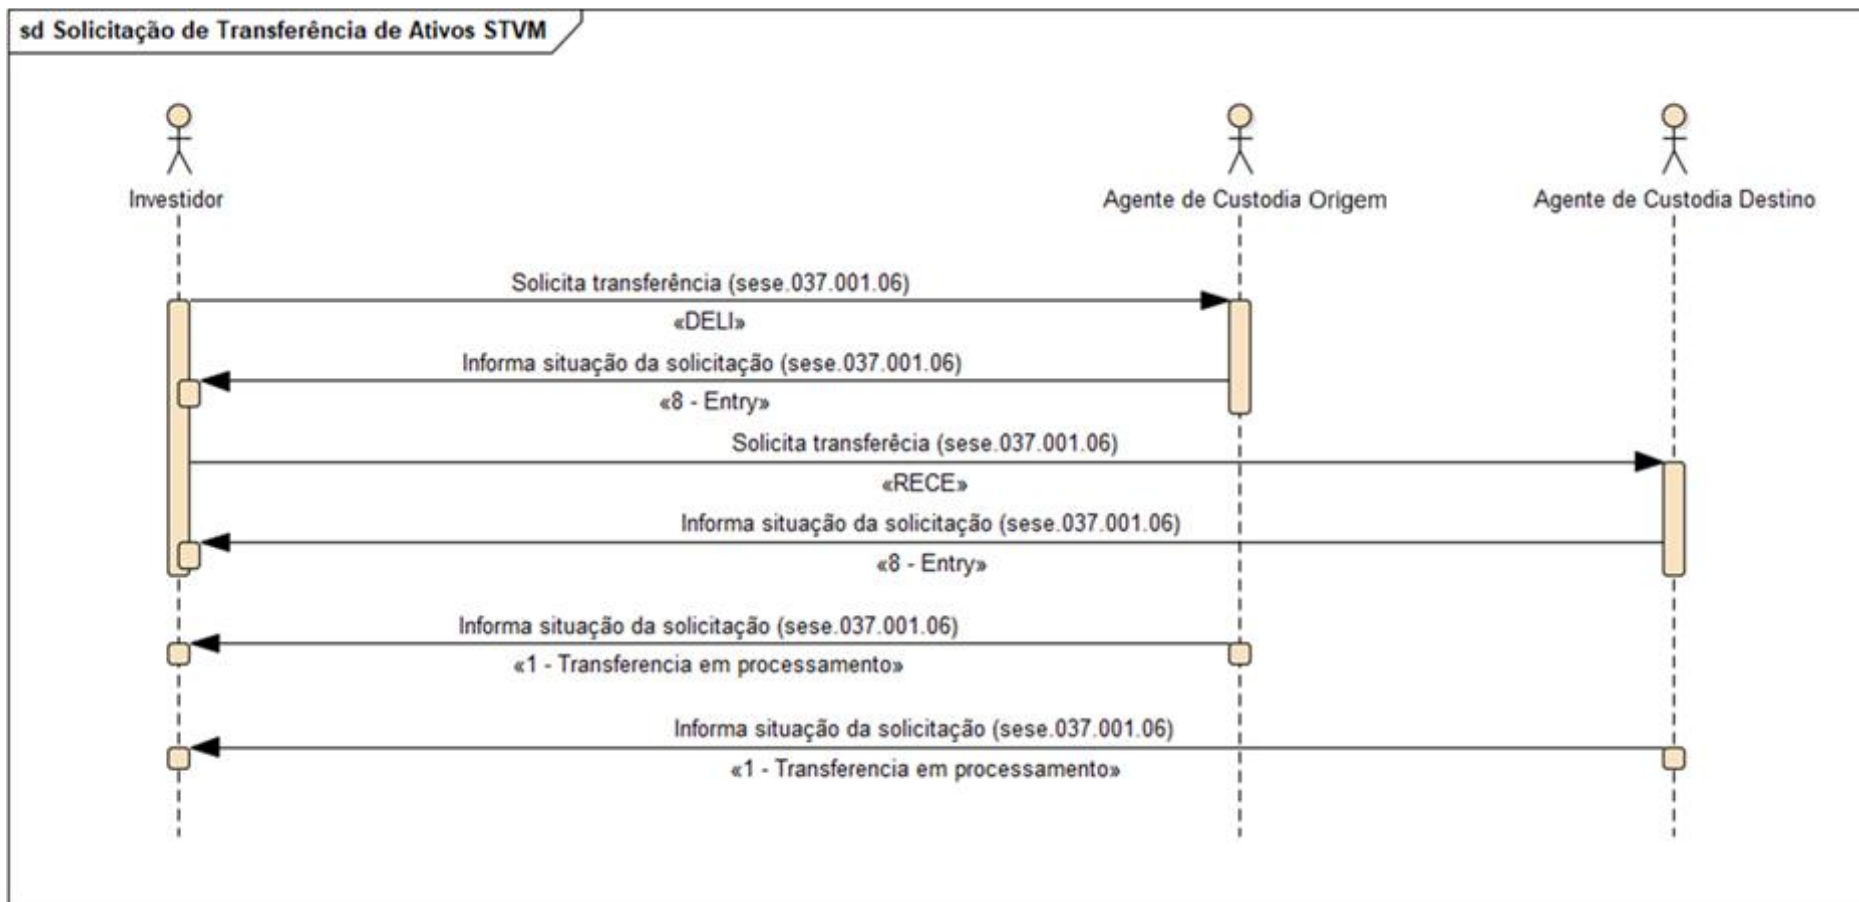 sd Solicitação de Transferência de Ativos STVM
Investidor
Agente de Custodia Origem
Agente de Custodia Destino
Solicita transferência (sese.037.001.06)
«DELI»
Informa situação da solicitação (sese.037.001.06)
«8 - Entry»
Solicita transferêcia (sese.037.001.06)
«RECE»
Informa situação da solicitação (sese.037.001.06)
«8 - Entry»
Informa situação da solicitação (sese.037.001.06)
«1 - Transferencia em processamento»
Informa situação da solicitação (sese.037.001.06)
«1 - Transferencia em processamento»